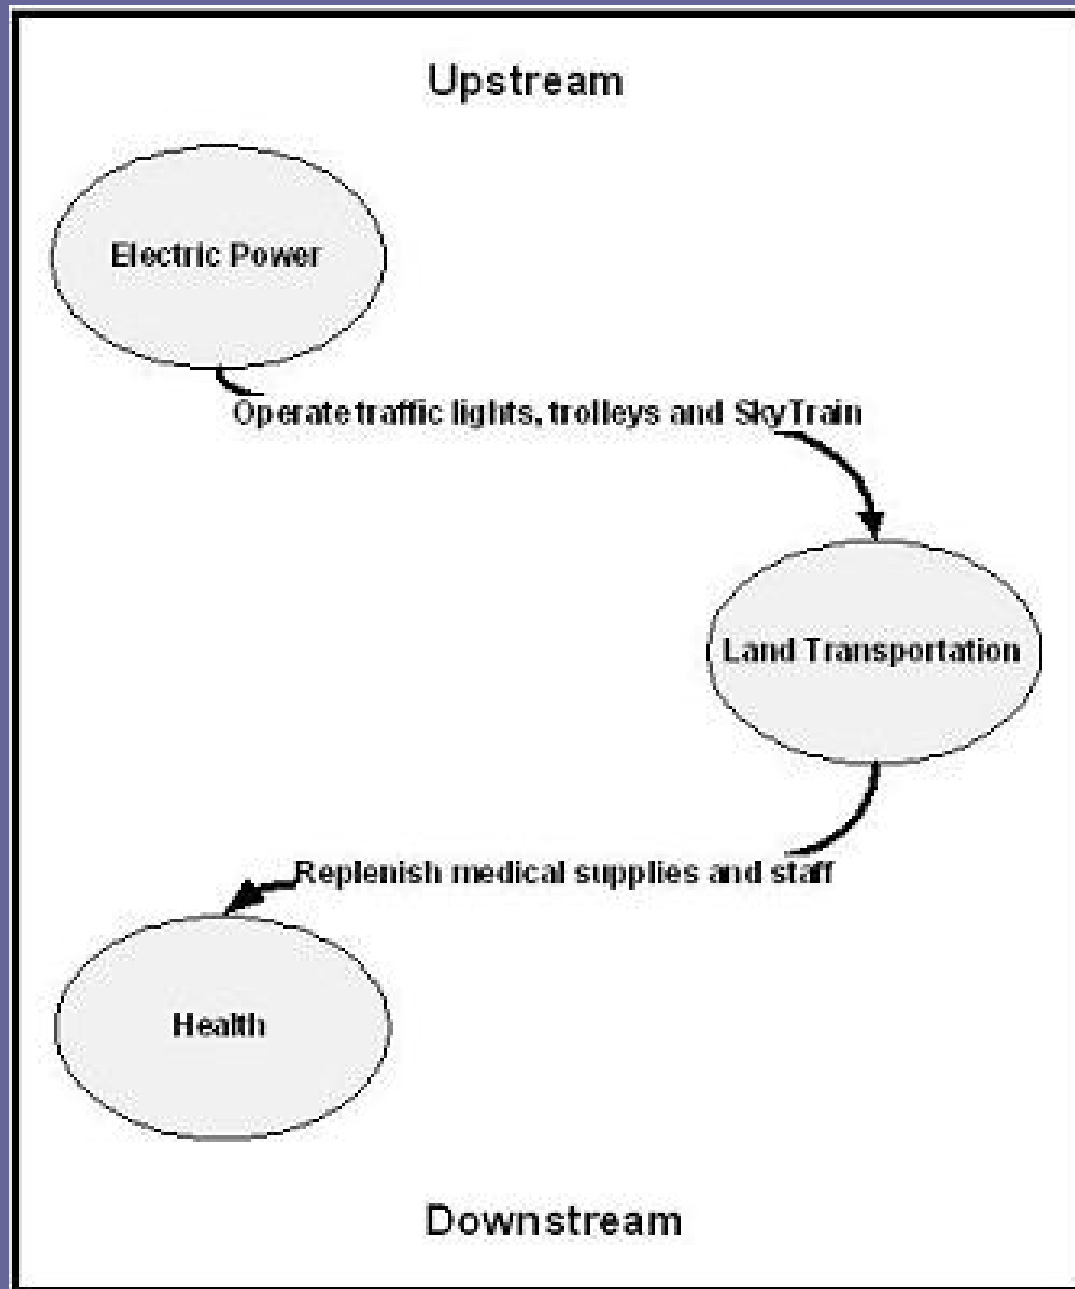 Upstream
Electric Power
Operate traffic lights, trolleys and SkyTrain
Land Transportation
Replenish medical supplies and staff
Health
Downstream